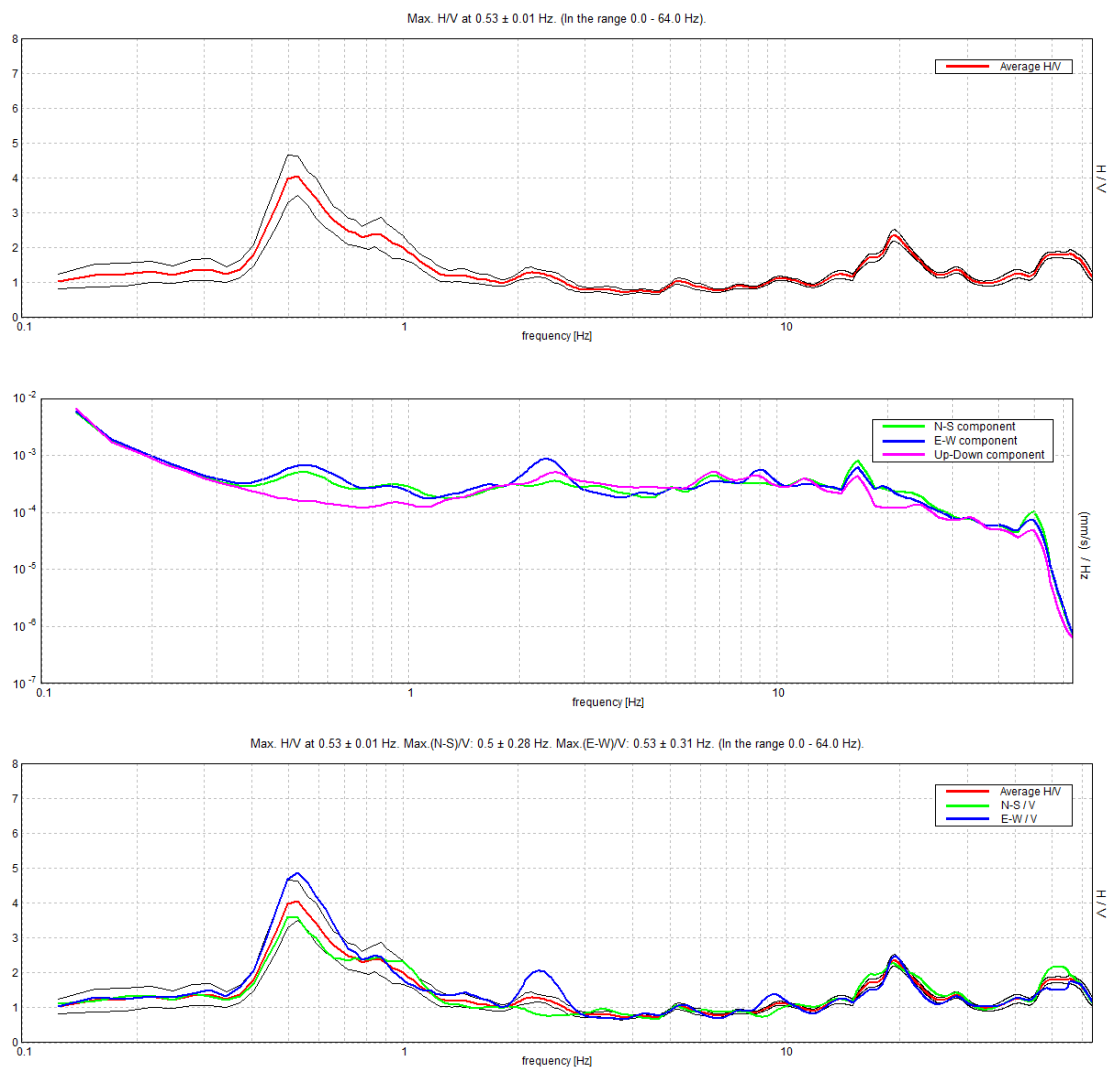 Max. H/V at 0.53 ± 0.01 Hz. (In the range 0.0 - 64.0 Hz).
8
7
6
5
4
3
2
1
0
Average H/V
H / V
0.1 1 10
frequency [Hz]
10 -2
10 -3
10 -4
10 -5
10 -6
10 -7
N-S component
E-W component
Up-Down component
(mm/s) / Hz
0.1 1 10
frequency [Hz]
Max. H/V at 0.53 ± 0.01 Hz. Max.(N-S)/V: 0.5 ± 0.28 Hz. Max.(E-W)/V: 0.53 ± 0.31 Hz. (In the range 0.0 - 64.0 Hz).
8
7
6
5
4
3
2
1
0
Average H/V
N-S / V
E-W / V
H / V
0.1 1 10
frequency [Hz]